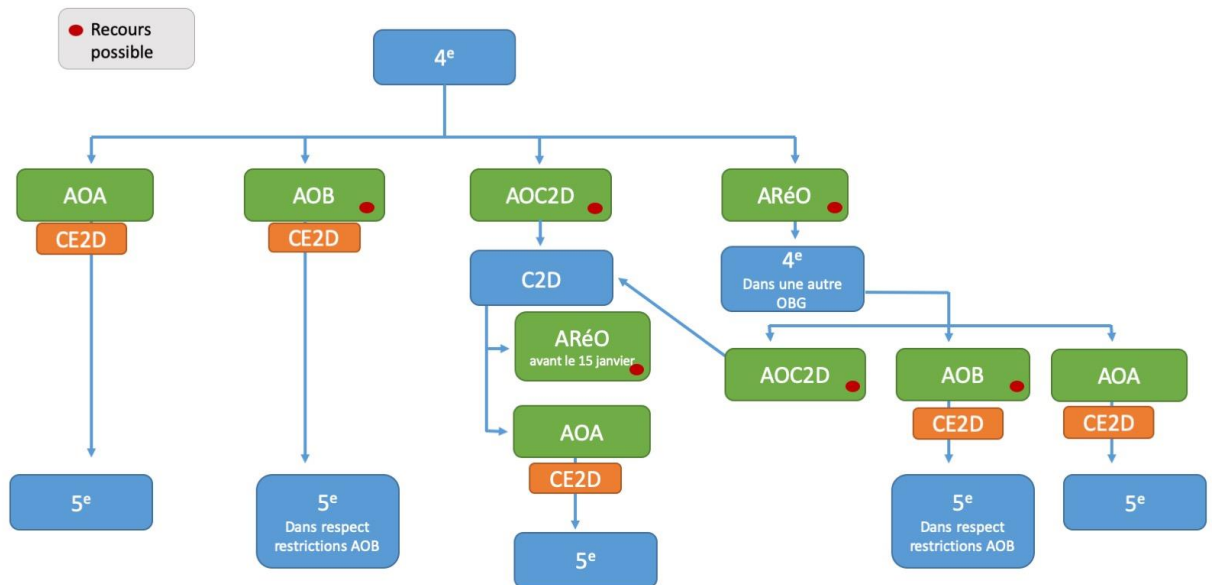 Recours
possible
4e
AOA
CE2D
AOB
CE2D
AOC2D
ARéO
C2D
4e
Dans une autre
OBG
ARéO
avant le 15 janvier
AOC2D
AOB
CE2D
AOA
CE2D
AOA
CE2D
5e
5e
Dans respect
restrictions AOB
5e
5e
Dans respect
restrictions AOB
5e